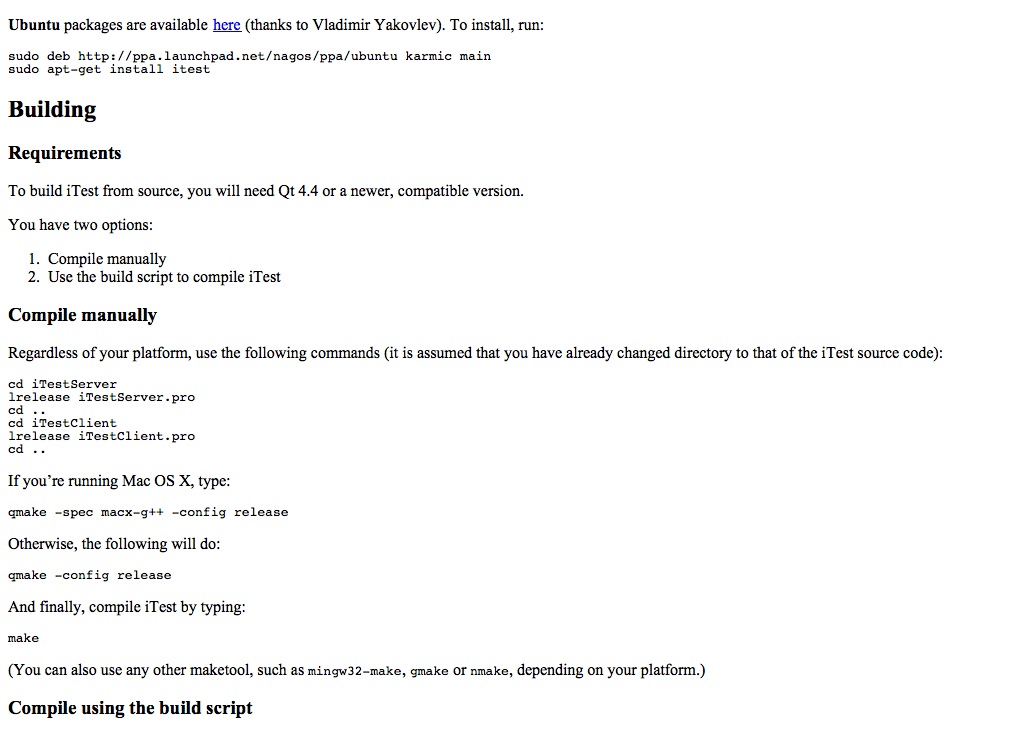 Ubuntu packages are available here (thanks to Vladimir Yakovlev). To install, run:
sudo deb http://ppa.launchpad.net/nagos/ppa/ubuntu karmic main
sudo apt-get install itest
Building
Requirements
To build iTest from source, you will need Qt 4.4 or a newer, compatible version.
You have two options:
1. Compile manually
2. Use the build script to compile iTest
Compile manually
Regardless of your platform, use the following commands (it is assumed that you have already changed directory to that of the iTest source code):
cd iTestServer
lrelease iTestServer.pro
cd ..
cd iTestClient
lrelease iTestClient.pro
cd ..
If you’re running Mac OS X, type:
qmake -spec macx-g++ -config release
Otherwise, the following will do:
qmake -config release
And finally, compile iTest by typing:
make
(You can also use any other maketool, such as mingw32-make, gmake or nmake, depending on your platform.)
Compile using the build script